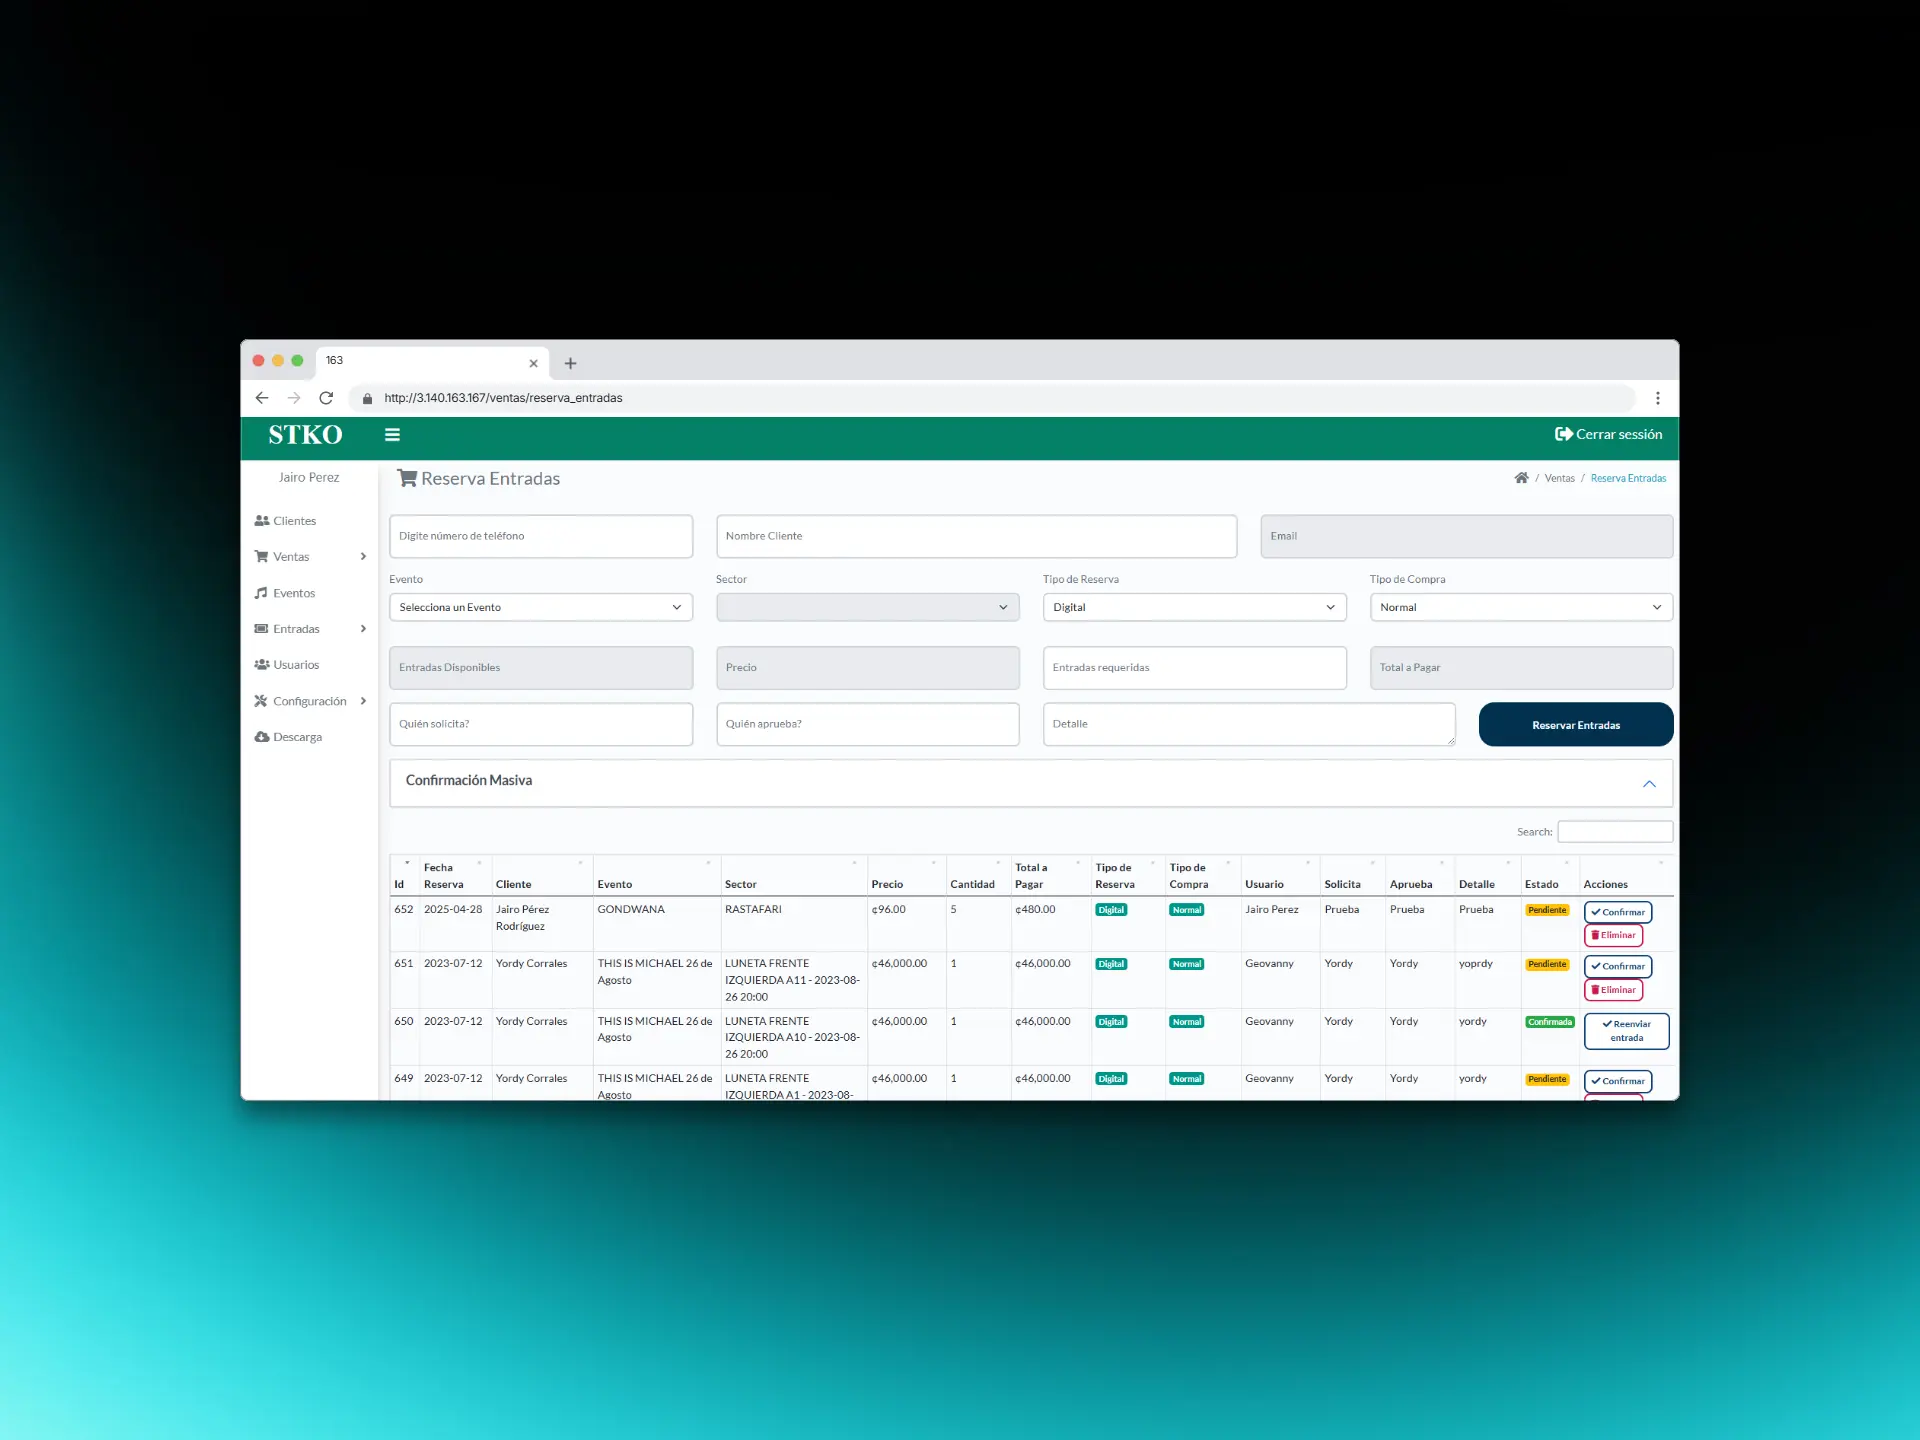 163
http://3.140.163.167/ventas/reserva_entradas
STKO
Cerrar sesión
Jairo Perez
Clientes
Ventas
Eventos
Entradas
Usuarios
Configuración
Descarga
Reserva Entradas
/ Ventas / Reserva Entradas
Digite número de teléfono
Nombre Cliente
Email
Evento
Sector
Tipo de Reserva
Tipo de Compra
Selecciona un Evento
Digital
Normal
Entradas Disponibles
Precio
Entradas requeridas
Total a Pagar
Quién solicita?
Quién aprueba?
Detalle
Reservar Entradas
Confirmación Masiva
Search:
Id
Fecha
Reserva
Cliente
Evento
Sector
Precio
Cantidad
Total a
Pagar
Tipo de
Reserva
Tipo de
Compra
Usuario
Solicita
Aprueba
Detalle
Estado
Acciones
652
2025-04-28
Jairo Pérez
Rodríguez
GONDWANA
RASTAFARI
¢96.00
5
¢480.00
Digital
Normal
Jairo Perez
Prueba
Prueba
Prueba
Pendiente
Confirmar
Eliminar
651
2023-07-12
Yordy Corrales
THIS IS MICHAEL 26 de
Agosto
LUNETA FRENTE
IZQUIERDA A11 - 2023-08-
26 20:00
¢46,000.00
1
¢46,000.00
Digital
Normal
Geovanny
Yordy
Yordy
yoprdy
Pendiente
Confirmar
Eliminar
650
2023-07-12
Yordy Corrales
THIS IS MICHAEL 26 de
Agosto
LUNETA FRENTE
IZQUIERDA A10 - 2023-08-
26 20:00
¢46,000.00
1
¢46,000.00
Digital
Normal
Geovanny
Yordy
Yordy
yordy
Confirmada
Reenviar
entrada
649
2023-07-12
Yordy Corrales
THIS IS MICHAEL 26 de
Agosto
LUNETA FRENTE
IZQUIERDA A1 - 2023-08-
¢46,000.00
1
¢46,000.00
Digital
Normal
Geovanny
Yordy
Yordy
yordy
Pendiente
Confirmar